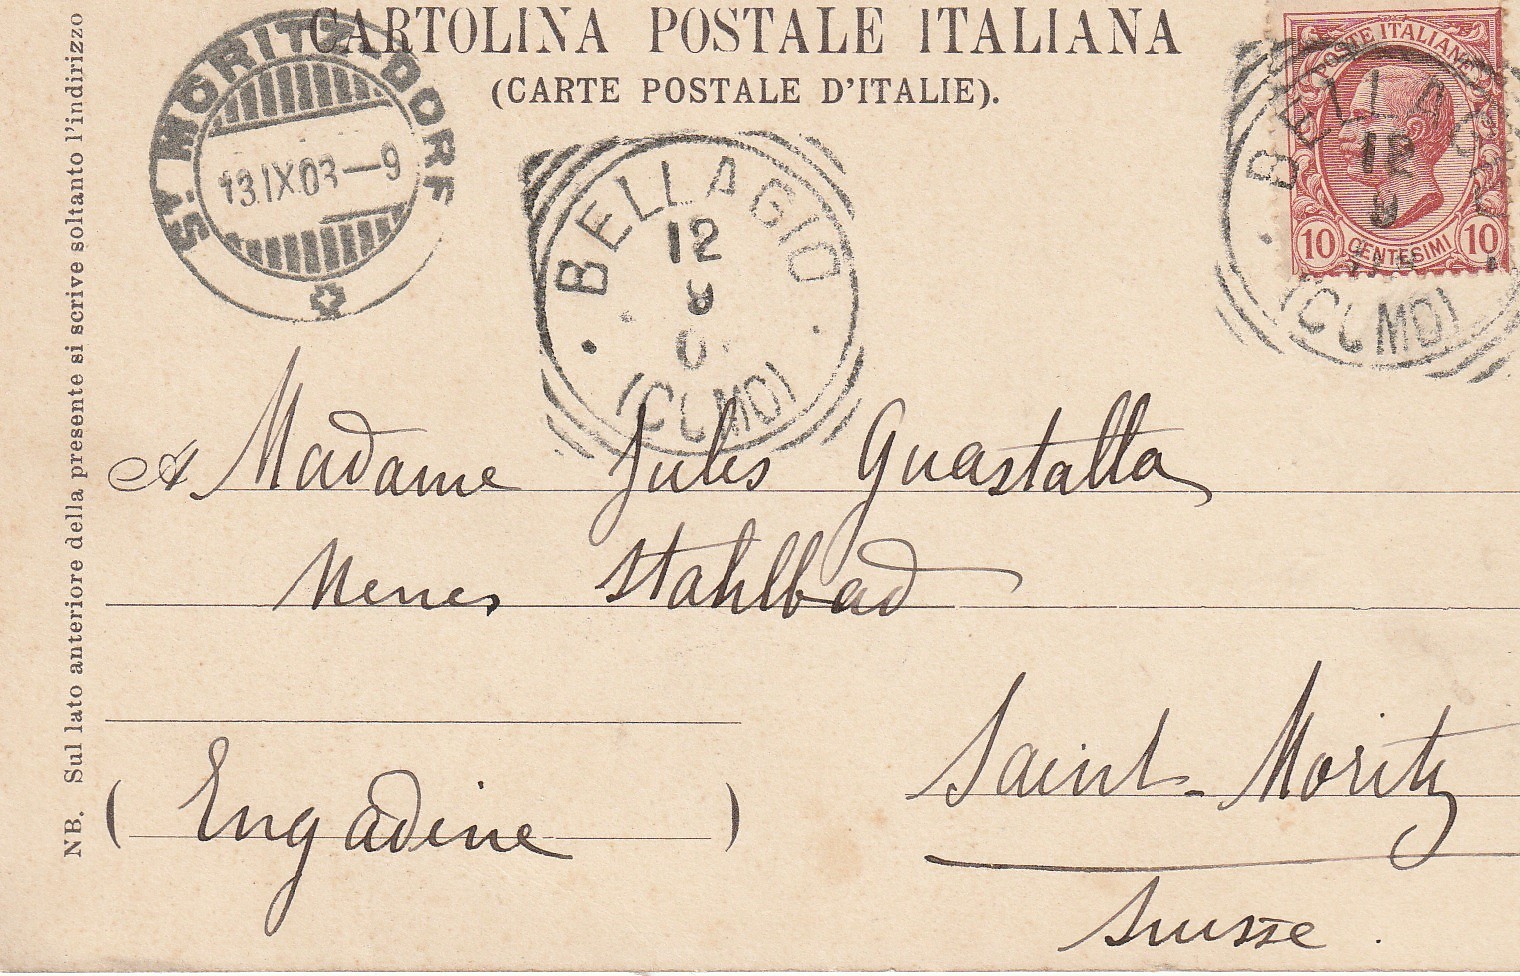 CARTOLINA POSTALE ITALIANA
(CARTE POSTALE D'ITALIE).
NB. Sul lato anteriore della presente si scrive soltanto l'indirizzo
ST MORITZ-DORF
13.IX.03–9
BELLAGIO
12
9
0
(COMO)
POSTE ITALIANE
10 CENTESIMI 10
BELLAGIO
12
9
(COMO)
A Madame Jules Guastalla
Neues Stahlbad
Saint-Moritz
(Engadine)
Suisse.